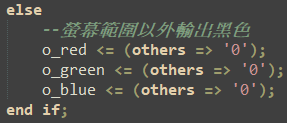 else
--螢幕範圍以外輸出黑色
o_red <= (others => '0');
o_green <= (others => '0');
o_blue <= (others => '0');
end if;